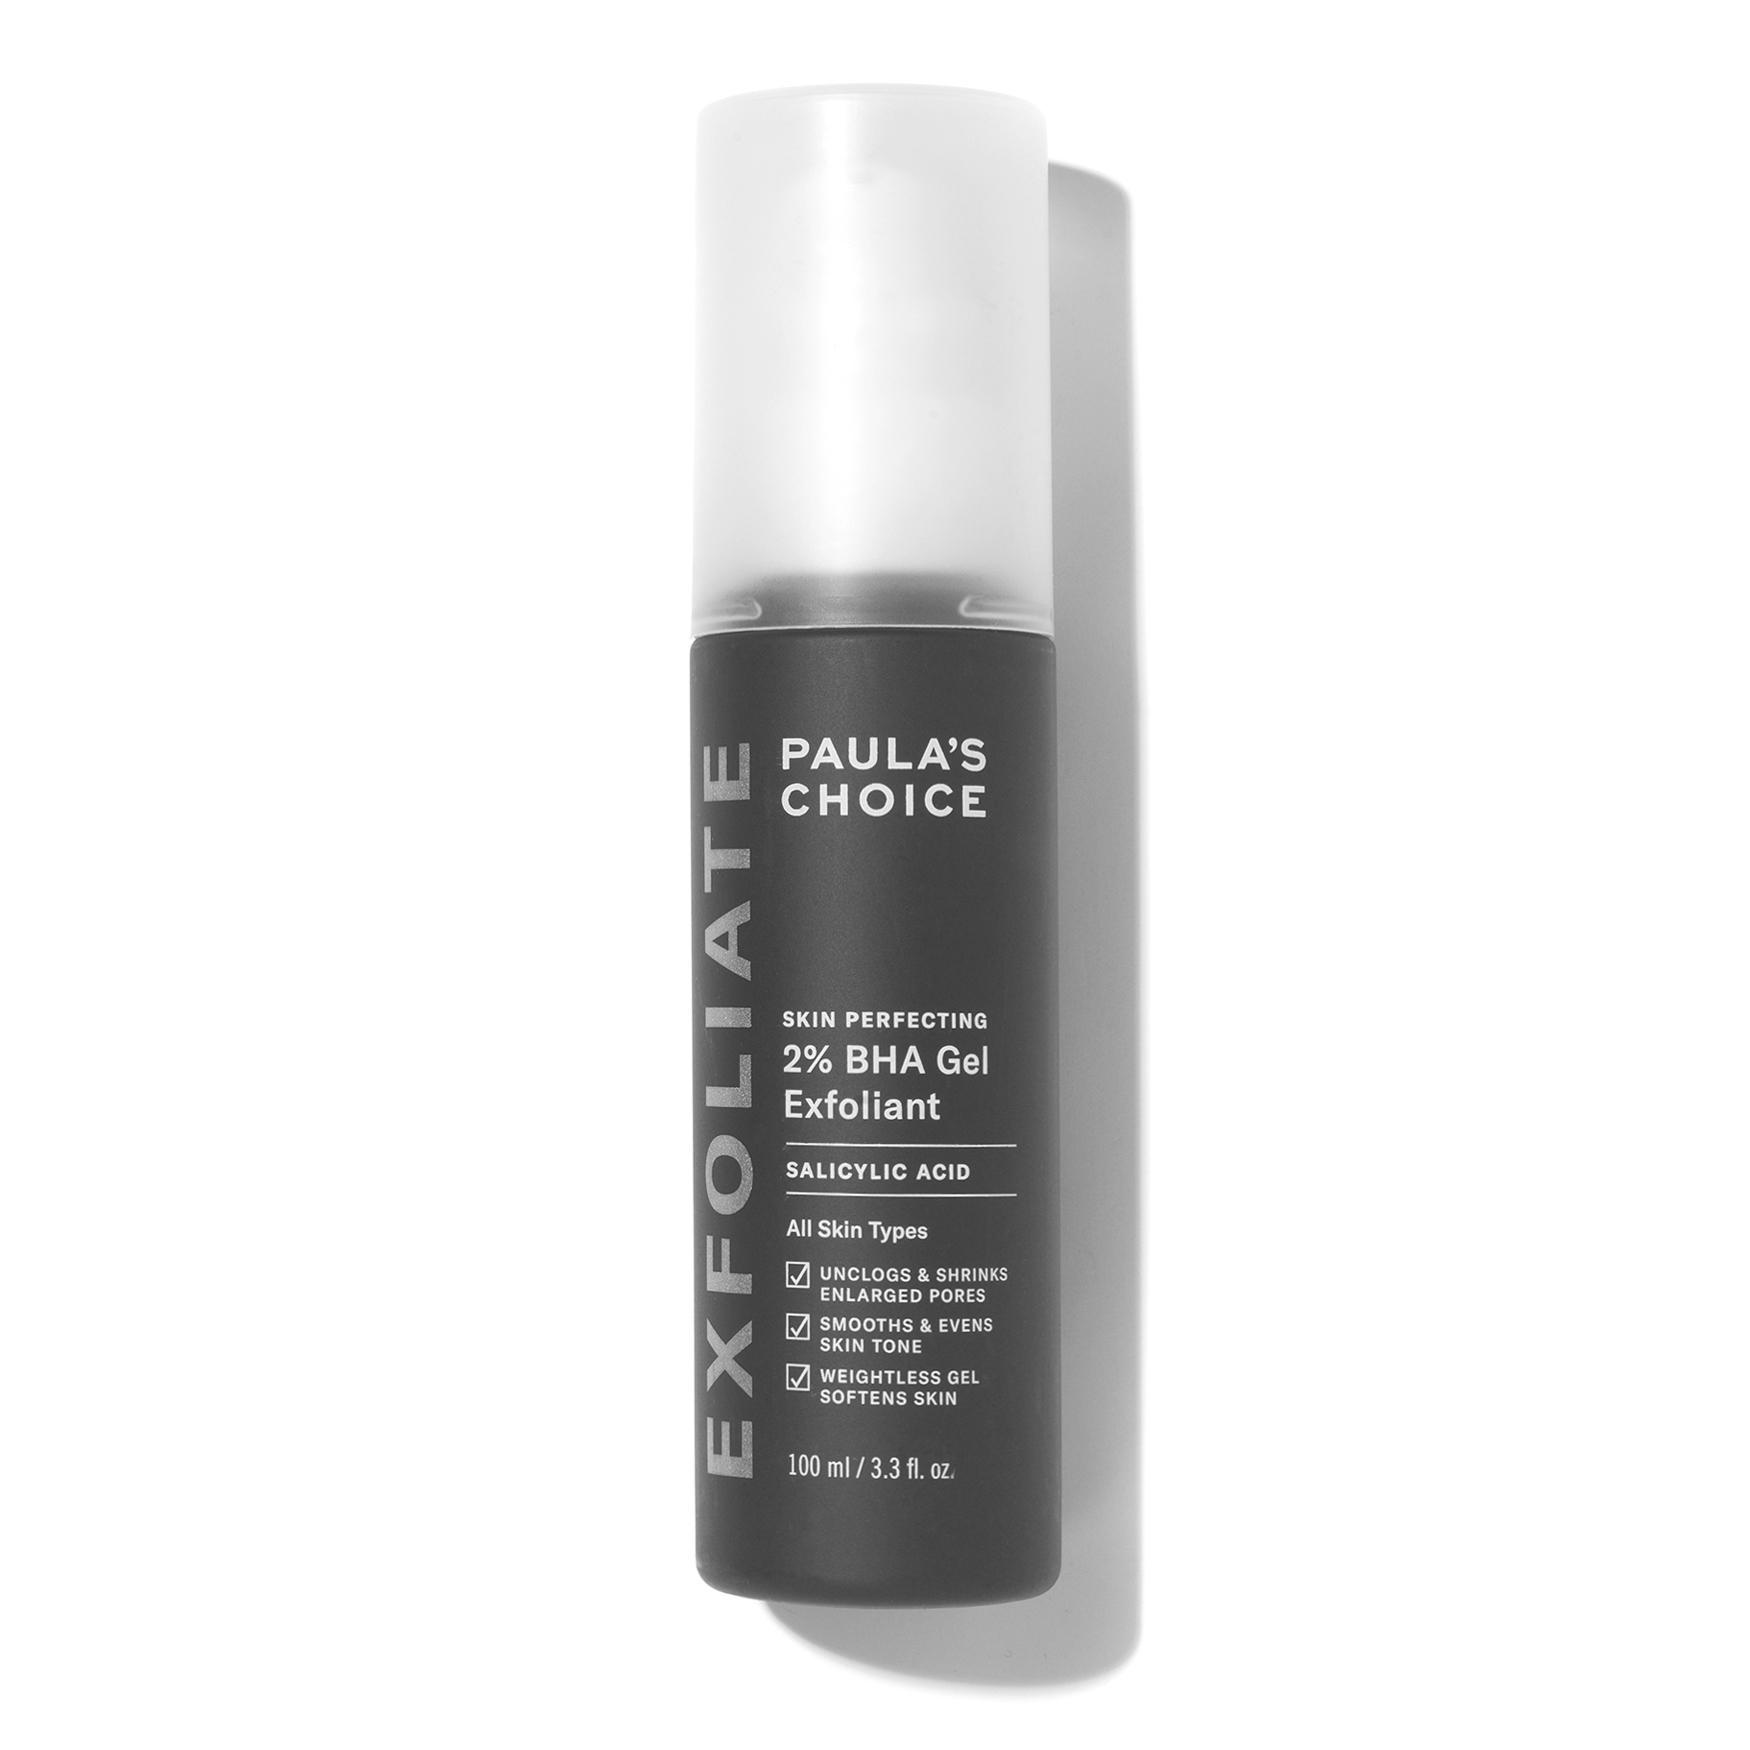 EXFOLIATE
PAULA'S
CHOICE
SKIN PERFECTING
2% BHA Gel
Exfoliant
SALICYLIC ACID
All Skin Types
UNCLOGS & SHRINKS
ENLARGED PORES
SMOOTHS & EVENS
SKIN TONE
WEIGHTLESS GEL
SOFTENS SKIN
100 ml / 3.3 fl. oz.